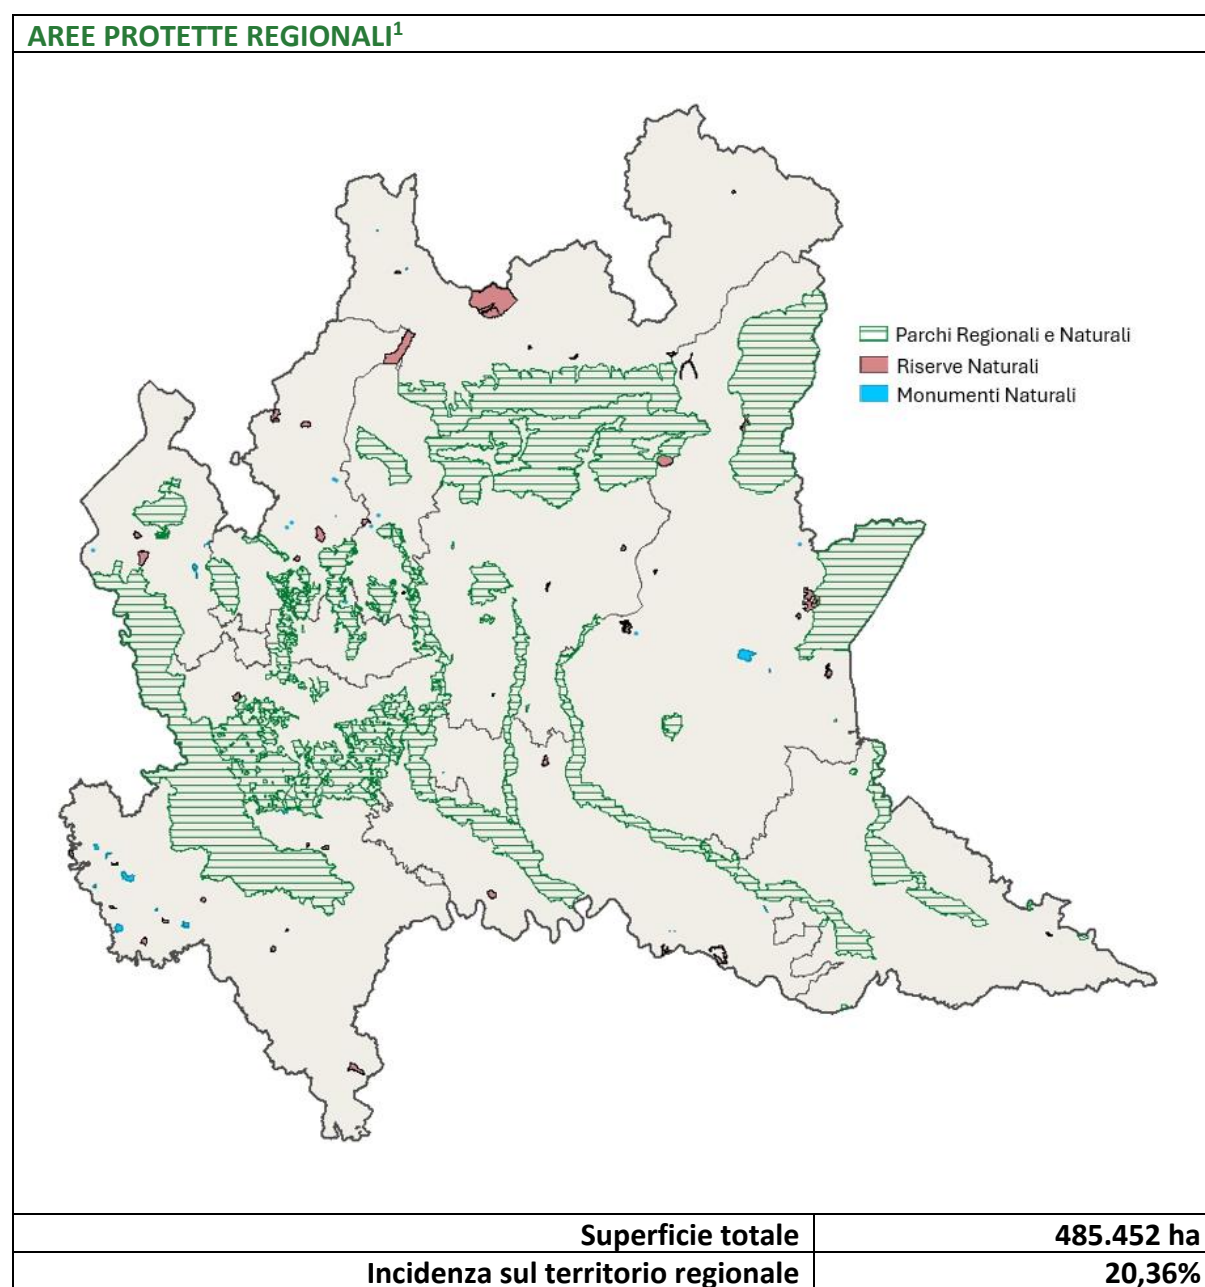 AREE PROTETTE REGIONALI¹
Parchi Regionali e Naturali
Riserve Naturali
Monumenti Naturali
Superficie totale 485.452 ha
Incidenza sul territorio regionale 20,36%